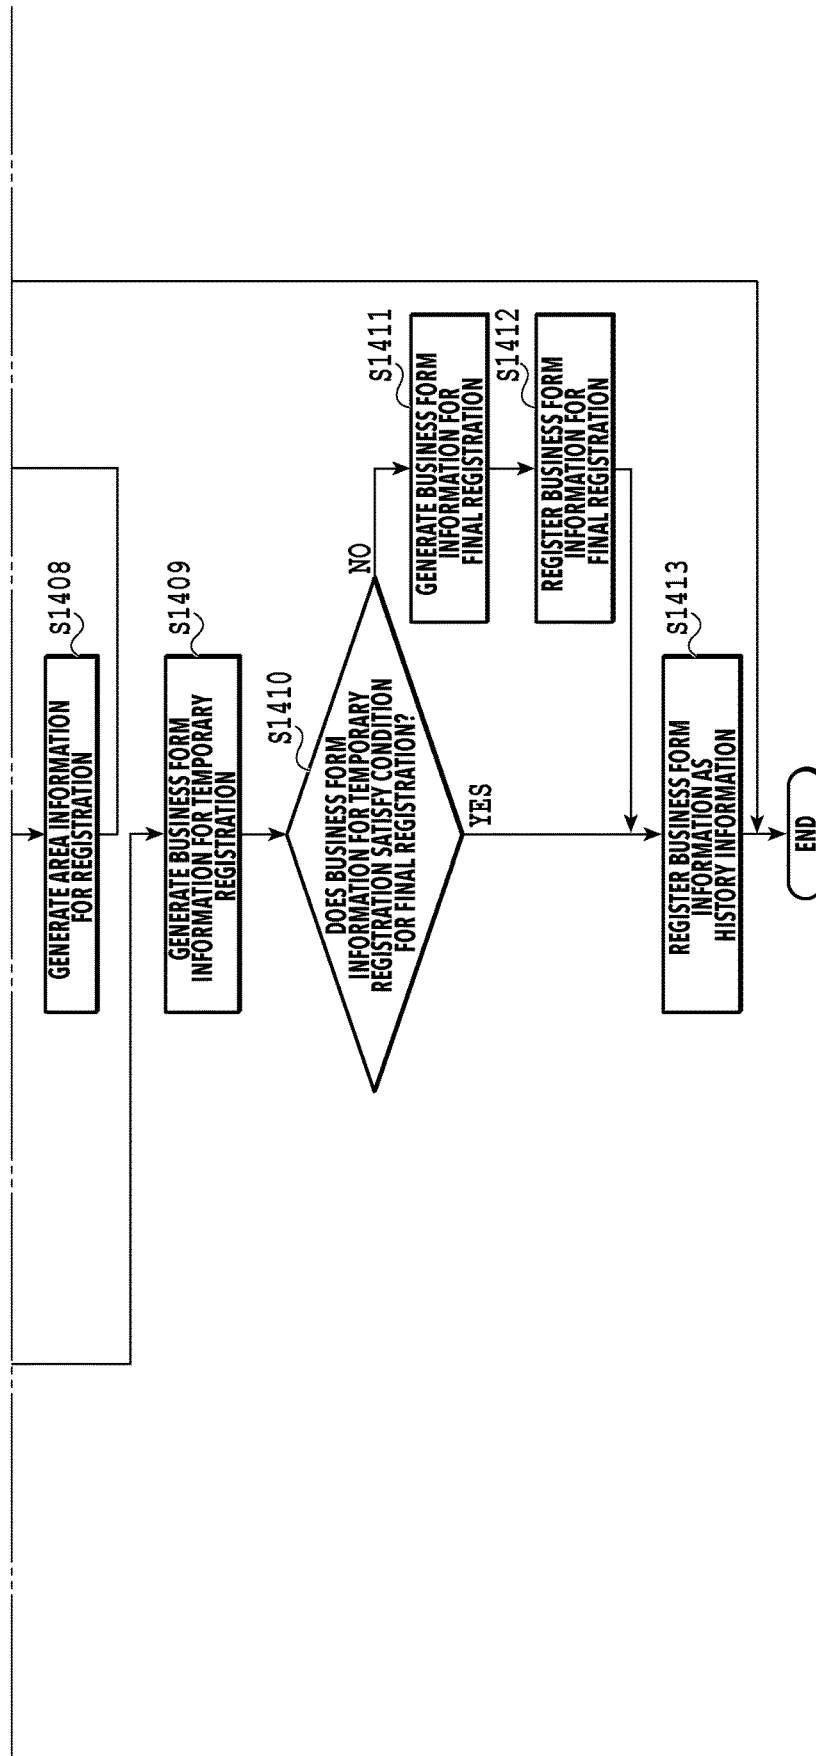 S1408
GENERATE AREA INFORMATION
FOR REGISTRATION
S1409
GENERATE BUSINESS FORM
INFORMATION FOR TEMPORARY
REGISTRATION
S1410
DOES BUSINESS FORM
INFORMATION FOR TEMPORARY
REGISTRATION SATISFY CONDITION
FOR FINAL REGISTRATION?
NO
YES
S1411
GENERATE BUSINESS FORM
INFORMATION FOR
FINAL REGISTRATION
S1412
REGISTER BUSINESS FORM
INFORMATION FOR
FINAL REGISTRATION
S1413
REGISTER BUSINESS FORM
INFORMATION AS
HISTORY INFORMATION
END